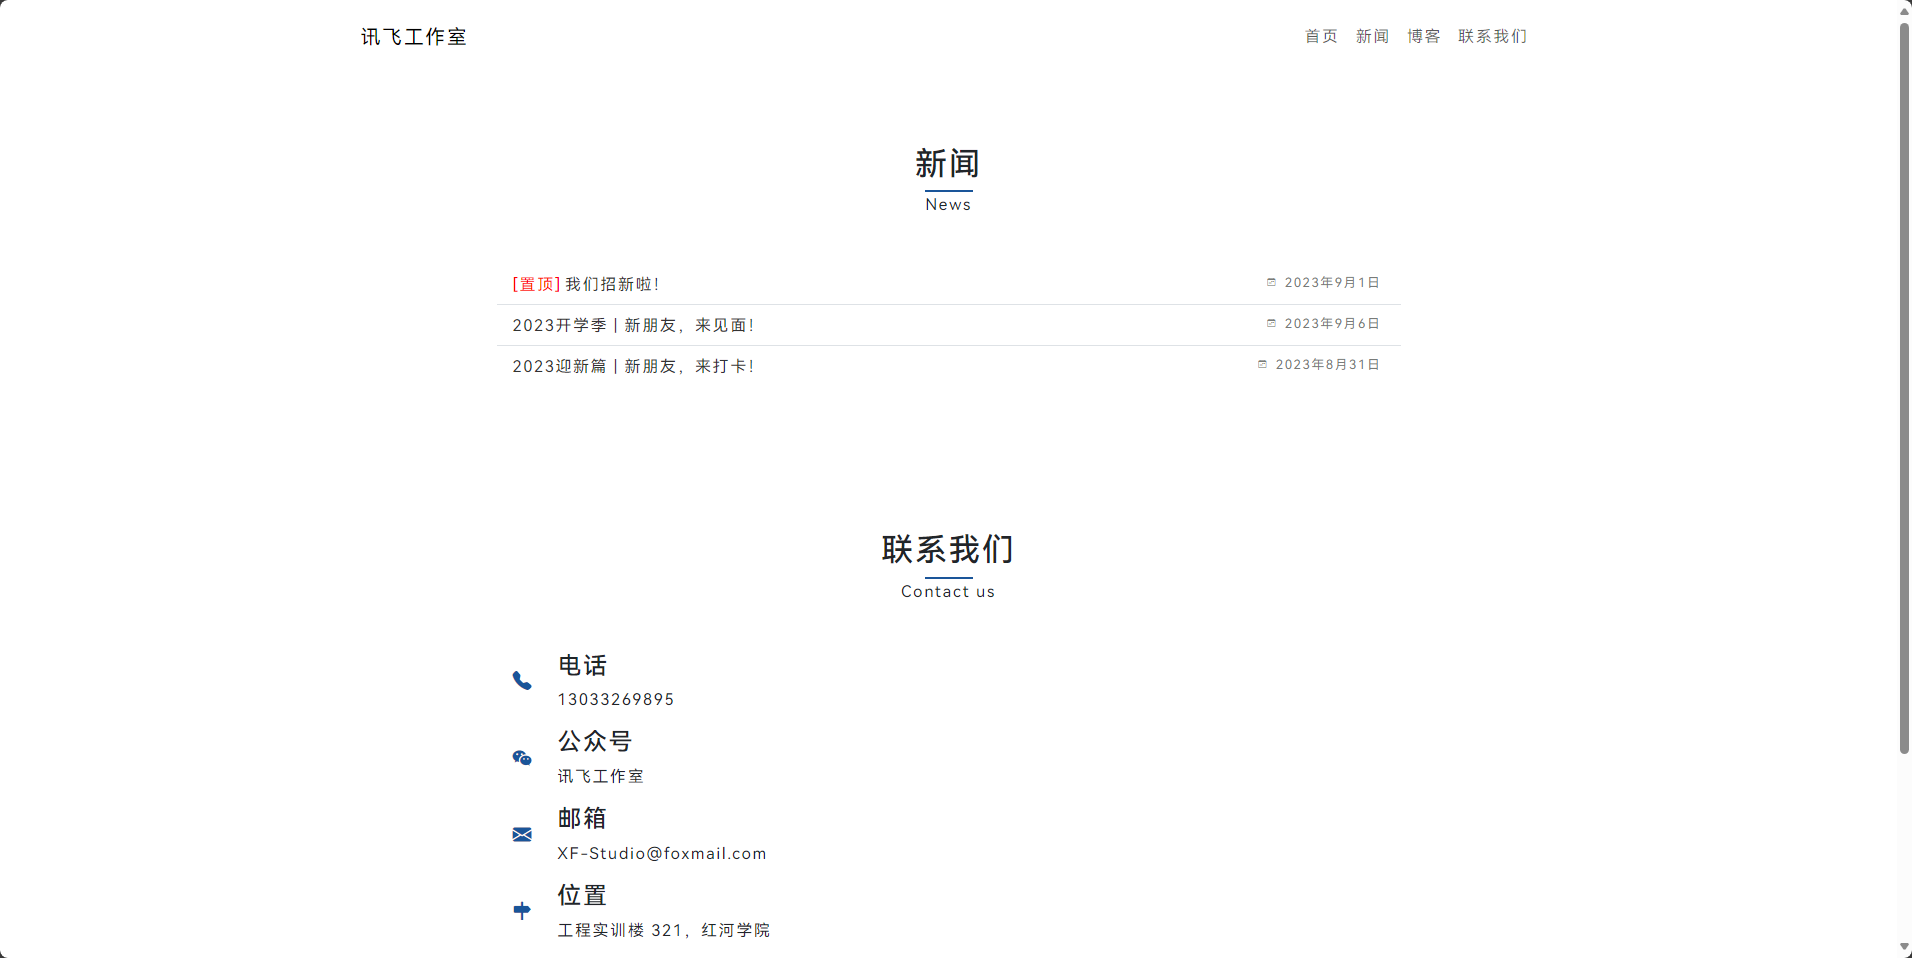 讯飞工作室
首页 新闻 博客 联系我们
新闻
News
[置顶] 我们招新啦！ 2023年9月1日
2023开学季 | 新朋友，来见面！ 2023年9月6日
2023迎新篇 | 新朋友，来打卡！ 2023年8月31日
联系我们
Contact us
电话
13033269895
公众号
讯飞工作室
邮箱
XF-Studio@foxmail.com
位置
工程实训楼 321，红河学院